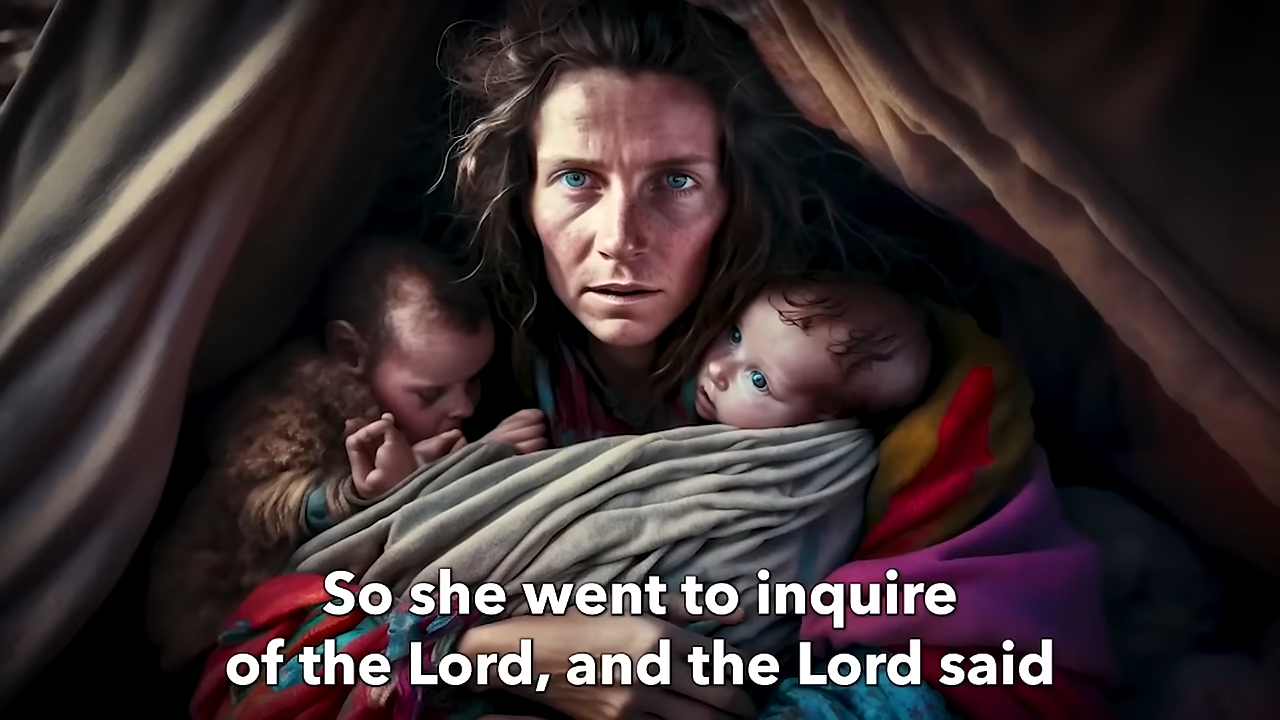 So she went to inquire
of the Lord, and the Lord said